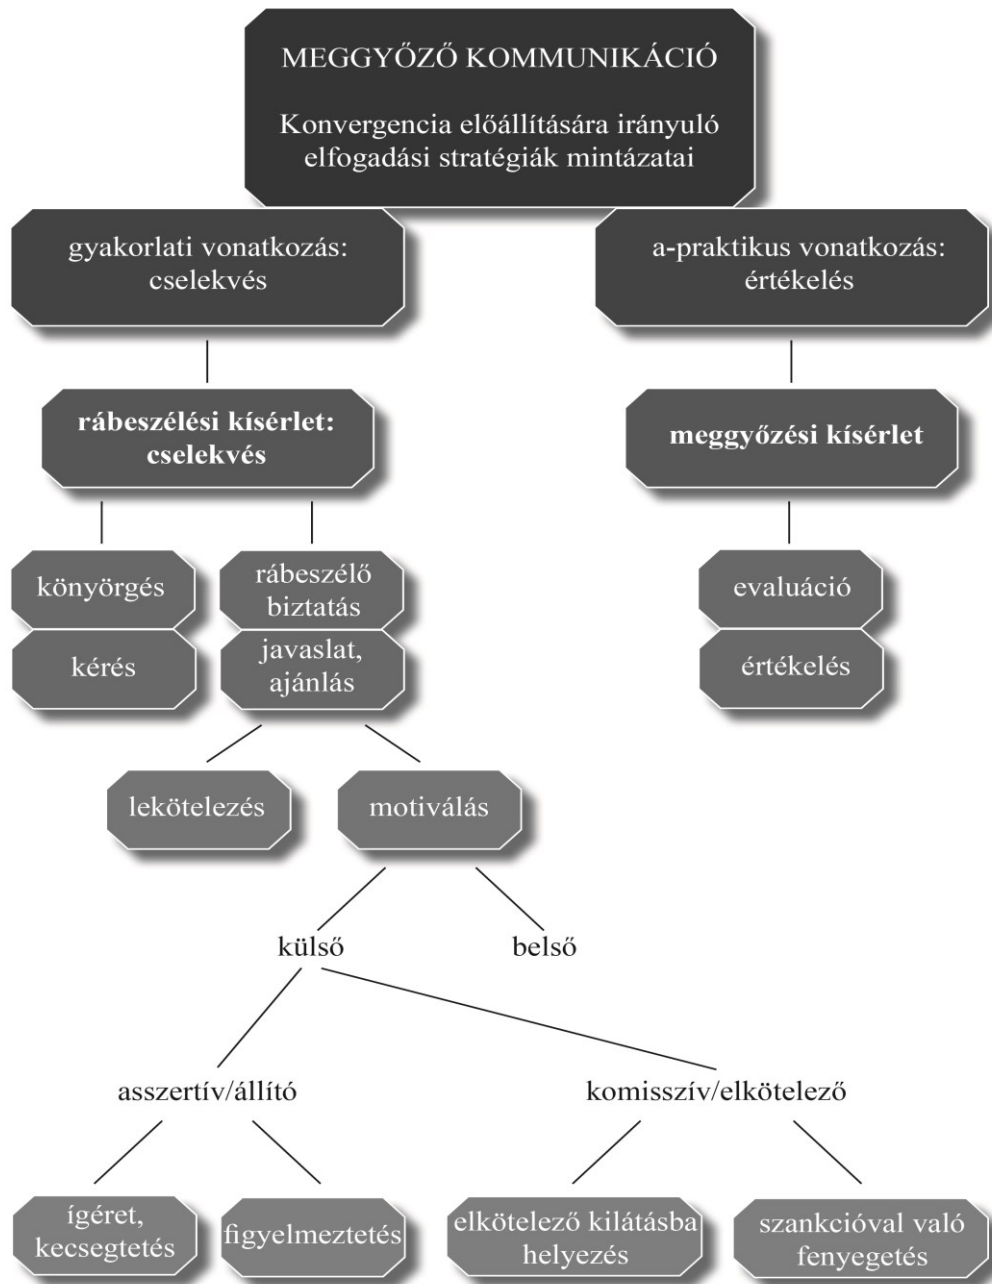 MEGGYŐZŐ KOMMUNIKÁCIÓ
Konvergencia előállítására irányuló
elfogadási stratégiák mintázatai
gyakorlati vonatkozás:
cselekvés
a-praktikus vonatkozás:
értékelés
rábeszélési kísérlet:
cselekvés
meggyőzési kísérlet
könyörgés
kérés
rábeszélő
biztatás
javaslat,
ajánlás
evaluáció
értékelés
lekötelezés
motiválás
külső
belső
asszertív/állító
komisszív/elkötelező
ígéret,
kecsegtetés
figyelmeztetés
elkötelező kilátásba
helyezés
szankcióval való
fenyegetés